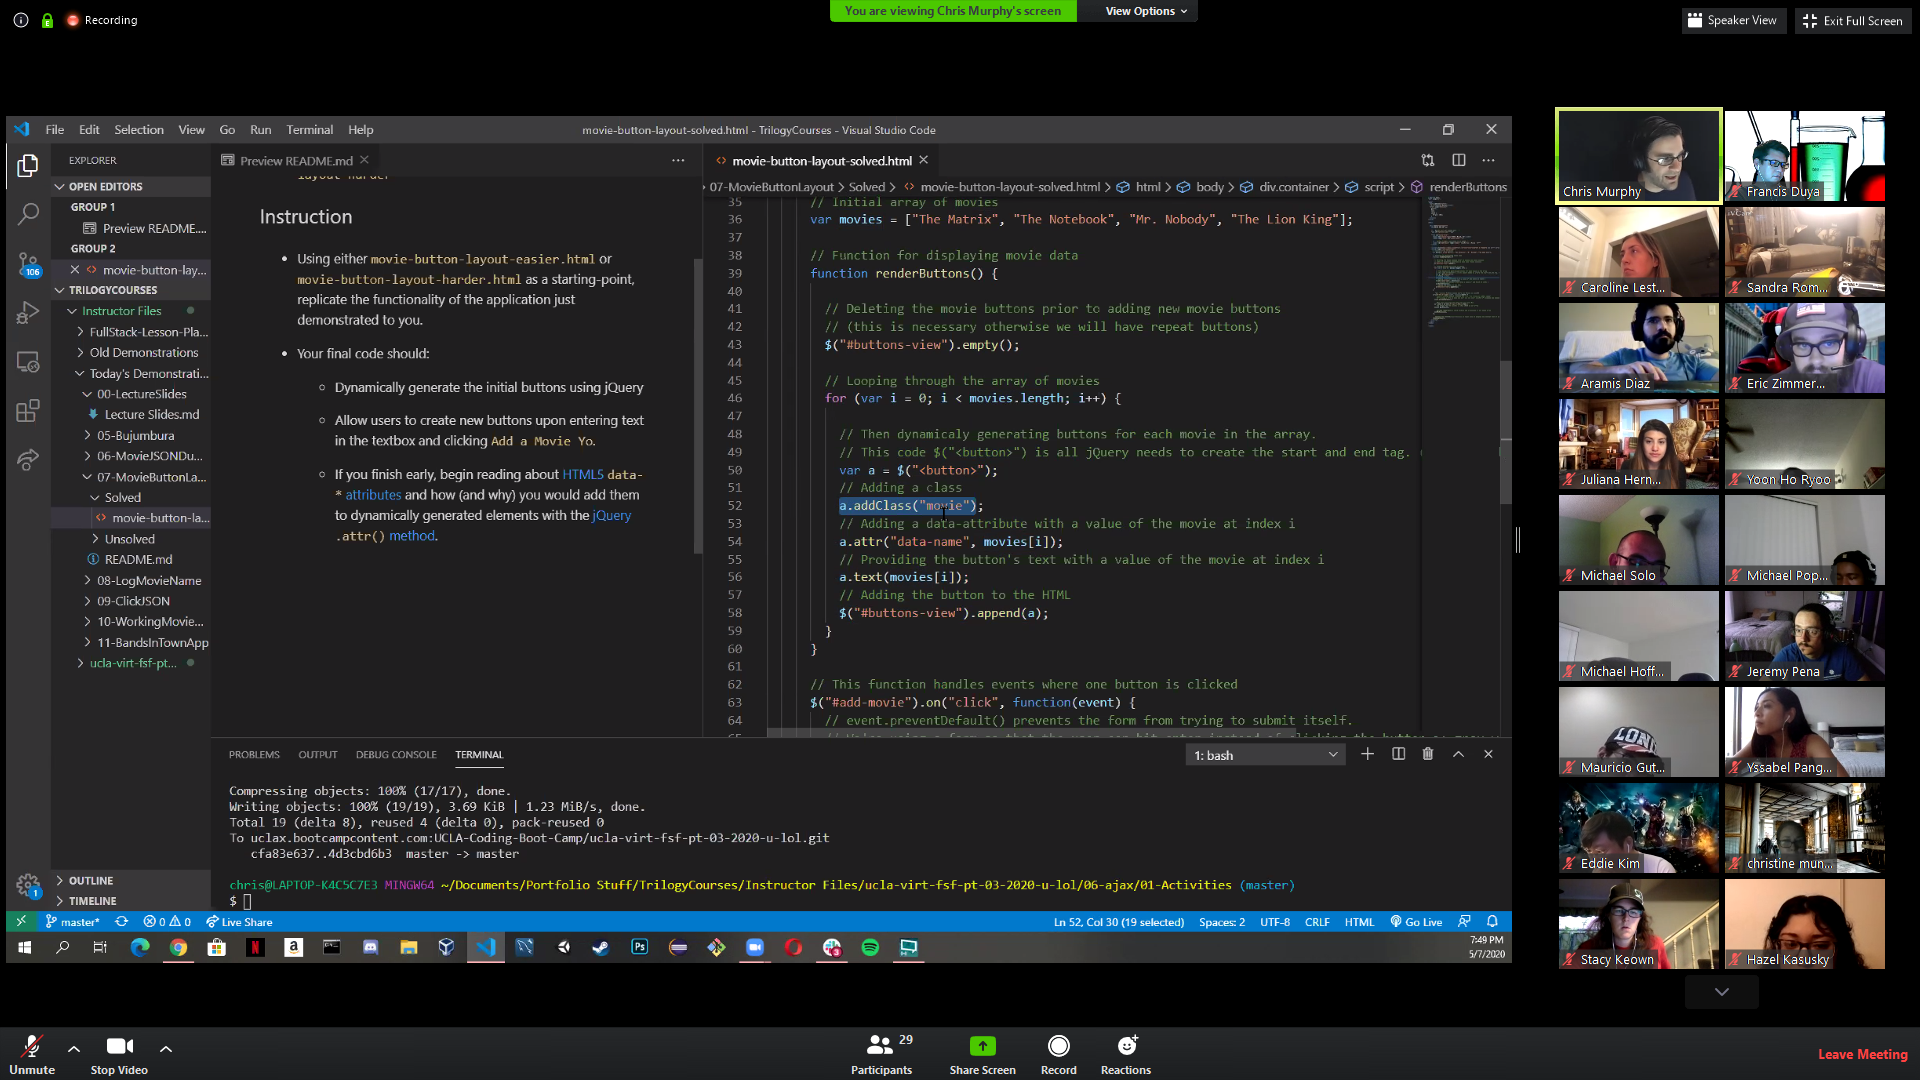 Recording
You are viewing Chris Murphy's screen
View Options
Speaker View
Exit Full Screen
File Edit Selection View Go Run Terminal Help
movie-button-layout-solved.html - TrilogyCourses - Visual Studio Code
EXPLORER
OPEN EDITORS
GROUP 1
Preview README....
GROUP 2
movie-button-lay...
TRILOGYCOURSES
Instructor Files
FullStack-Lesson-Pla...
Old Demonstrations
Today's Demonstrati...
00-LectureSlides
Lecture Slides.md
05-Bujumbura
06-MovieJSONDu...
07-MovieButtonLa...
Solved
movie-button-la...
Unsolved
README.md
08-LogMovieName
09-ClickJSON
10-WorkingMovie...
11-BandsInTownApp
ucla-virt-fsf-pt...
OUTLINE
TIMELINE
106
1
Preview README.md
Instruction
Using either movie-button-layout-easier.html or
movie-button-layout-harder.html as a starting-point,
replicate the functionality of the application just
demonstrated to you.
Your final code should:
Dynamically generate the initial buttons using jQuery
Allow users to create new buttons upon entering text
in the textbox and clicking Add a Movie Yo.
If you finish early, begin reading about HTML5 data-
* attributes and how (and why) you would add them
to dynamically generated elements with the jQuery
.attr() method.
movie-button-layout-solved.html
07-MovieButtonLayout > Solved > movie-button-layout-solved.html > html > body > div.container > script > renderButtons
35 // Initial array of movies
36 var movies = ["The Matrix", "The Notebook", "Mr. Nobody", "The Lion King"];
37
38 // Function for displaying movie data
39 function renderButtons() {
40
41 // Deleting the movie buttons prior to adding new movie buttons
42 // (this is necessary otherwise we will have repeat buttons)
43 $("#buttons-view").empty();
44
45 // Looping through the array of movies
46 for (var i = 0; i < movies.length; i++) {
47
48 // Then dynamicaly generating buttons for each movie in the array.
49 // This code $("<button>") is all jQuery needs to create the start and end tag.
50 var a = $("<button>");
51 // Adding a class
52 a.addClass("movie");
53 // Adding a data-attribute with a value of the movie at index i
54 a.attr("data-name", movies[i]);
55 // Providing the button's text with a value of the movie at index i
56 a.text(movies[i]);
57 // Adding the button to the HTML
58 $("#buttons-view").append(a);
59 }
60 }
61
62 // This function handles events where one button is clicked
63 $("#add-movie").on("click", function(event) {
64 // event.preventDefault() prevents the form from trying to submit itself.
PROBLEMS OUTPUT DEBUG CONSOLE TERMINAL
1: bash
Compressing objects: 100% (17/17), done.
Writing objects: 100% (19/19), 3.69 KiB | 1.23 MiB/s, done.
Total 19 (delta 8), reused 4 (delta 0), pack-reused 0
To uclax.bootcampcontent.com:UCLA-Coding-Boot-Camp/ucla-virt-fsf-pt-03-2020-u-lol.git
cfa83e637..4d3cbd6b3 master -> master
chris@LAPTOP-K4C5C7E3 MINGW64 ~/Documents/Portfolio Stuff/TrilogyCourses/Instructor Files/ucla-virt-fsf-pt-03-2020-u-lol/06-ajax/01-Activities (master)
$
master* 0 0 Live Share
Ln 52, Col 30 (19 selected) Spaces: 2 UTF-8 CRLF HTML Go Live
7:49 PM
5/7/2020
Chris Murphy
Francis Duya
Caroline Lest...
Sandra Rom...
Aramis Diaz
Eric Zimmer...
Juliana Hern...
Yoon Ho Ryoo
Michael Solo
Michael Pop...
Michael Hoff...
Jeremy Pena
Mauricio Gut...
Yssabel Pang...
Eddie Kim
christine mun...
Stacy Keown
Hazel Kasusky
Unmute
Stop Video
Participants
29
Share Screen
Record
Reactions
Leave Meeting